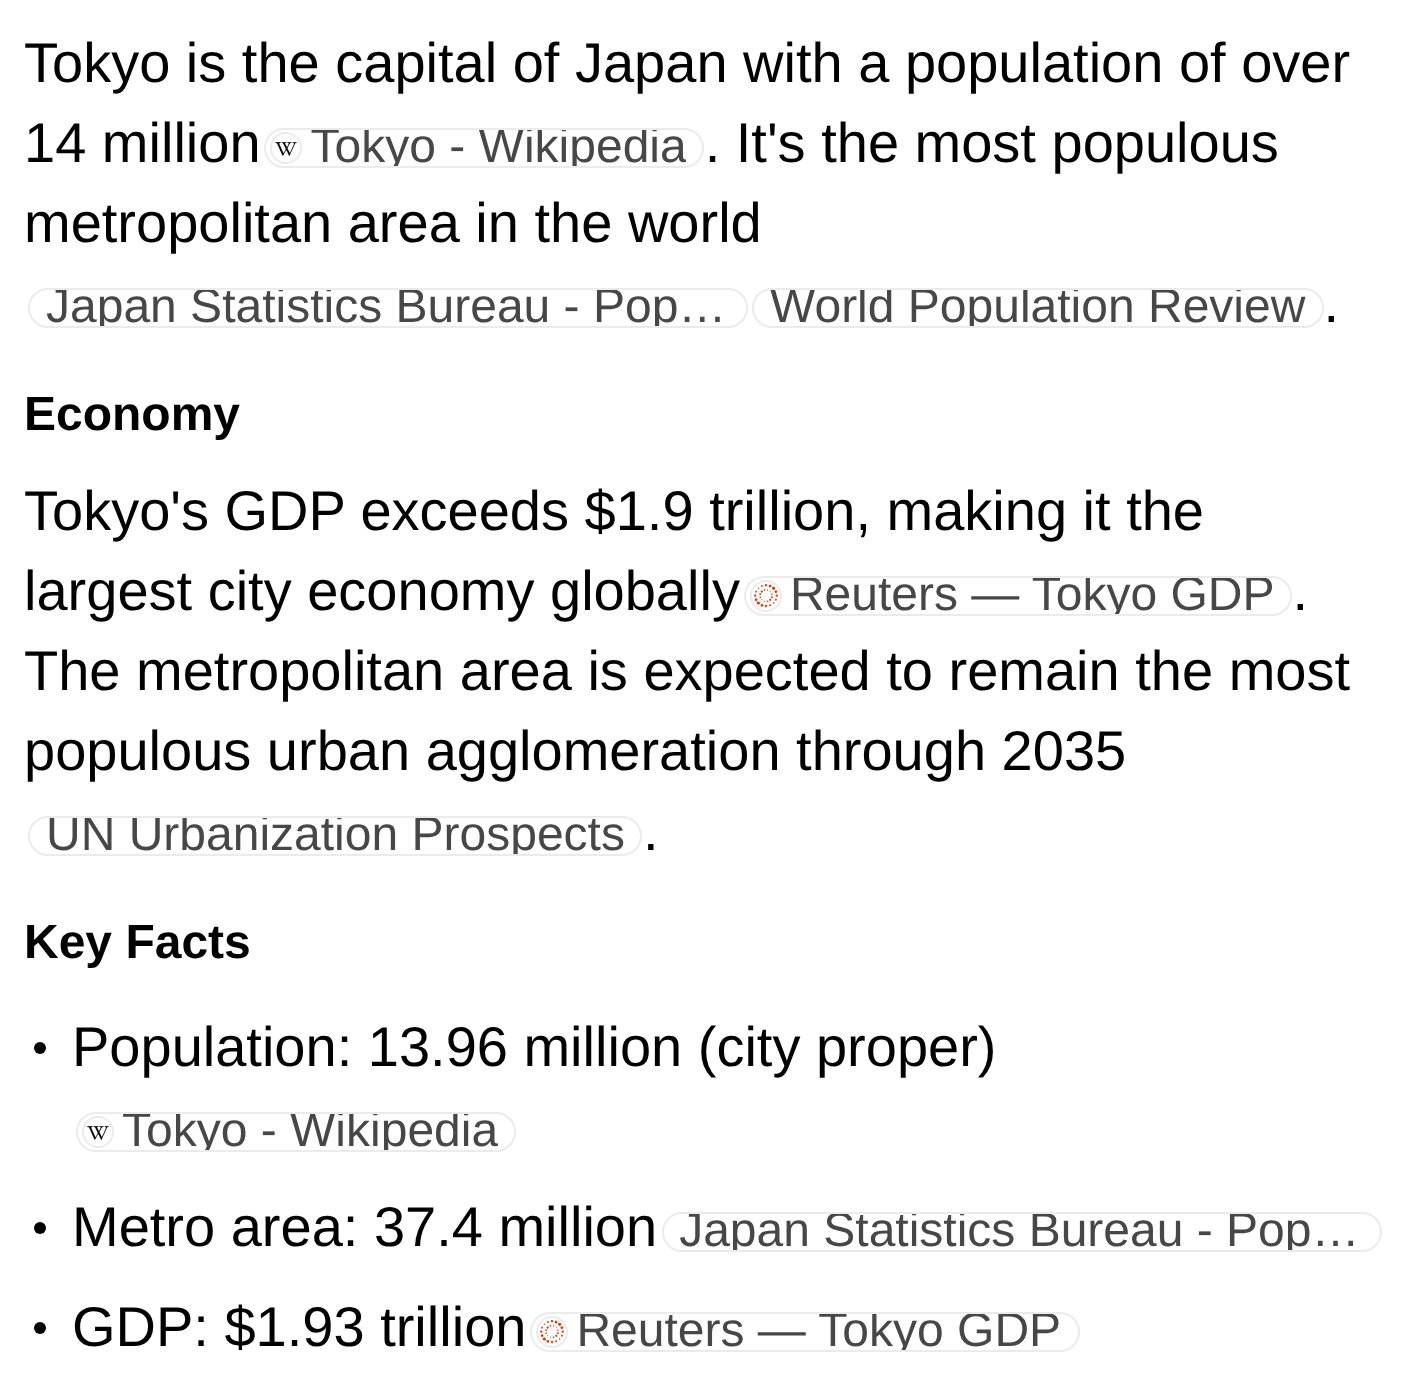 Tokyo is the capital of Japan with a population of over
14 million W Tokyo - Wikipedia . It's the most populous
metropolitan area in the world
Japan Statistics Bureau - Pop… World Population Review .
Economy
Tokyo's GDP exceeds $1.9 trillion, making it the
largest city economy globally Reuters — Tokyo GDP .
The metropolitan area is expected to remain the most
populous urban agglomeration through 2035
UN Urbanization Prospects .
Key Facts
• Population: 13.96 million (city proper)
W Tokyo - Wikipedia
• Metro area: 37.4 million Japan Statistics Bureau - Pop…
• GDP: $1.93 trillion Reuters — Tokyo GDP